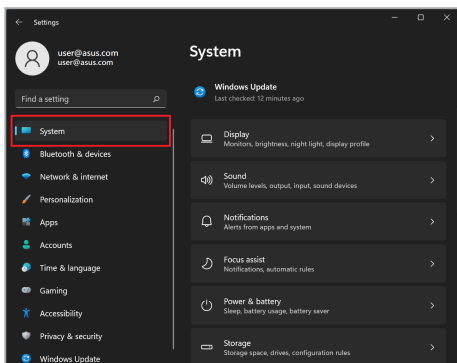 Settings
user@asus.com
user@asus.com
Find a setting
System
Bluetooth & devices
Network & internet
Personalization
Apps
Accounts
Time & language
Gaming
Accessibility
Privacy & security
Windows Update
System
Windows Update
Last checked: 12 minutes ago
Display
Monitors, brightness, night light, display profile
Sound
Volume levels, output, input, sound devices
Notifications
Alerts from apps and system
Focus assist
Notifications, automatic rules
Power & battery
Sleep, battery usage, battery saver
Storage
Storage space, drives, configuration rules